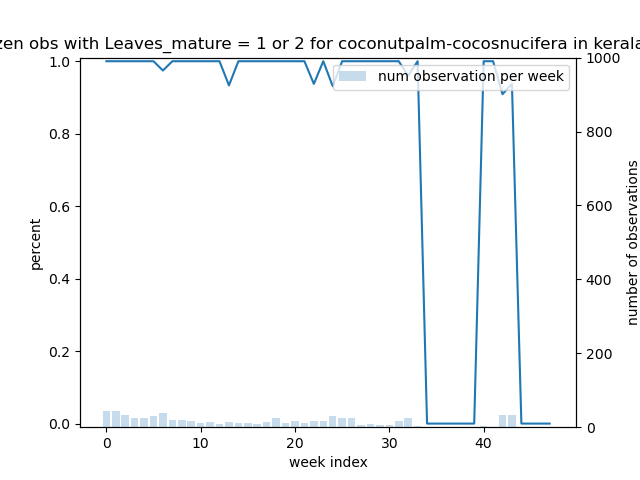 zen obs with Leaves_mature = 1 or 2 for coconutpalm-cocosnucifera in kerala
num observation per week
1.0
0.8
0.6
0.4
0.2
0.0
percent
1000
800
600
400
200
0
number of observations
0 10 20 30 40
week index